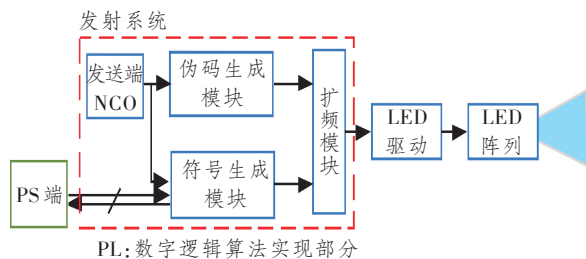 发射系统
发送端
NCO
伪码生成
模块
扩频模块
LED
驱动
LED
阵列
符号生成
模块
PS端
PL:数字逻辑算法实现部分